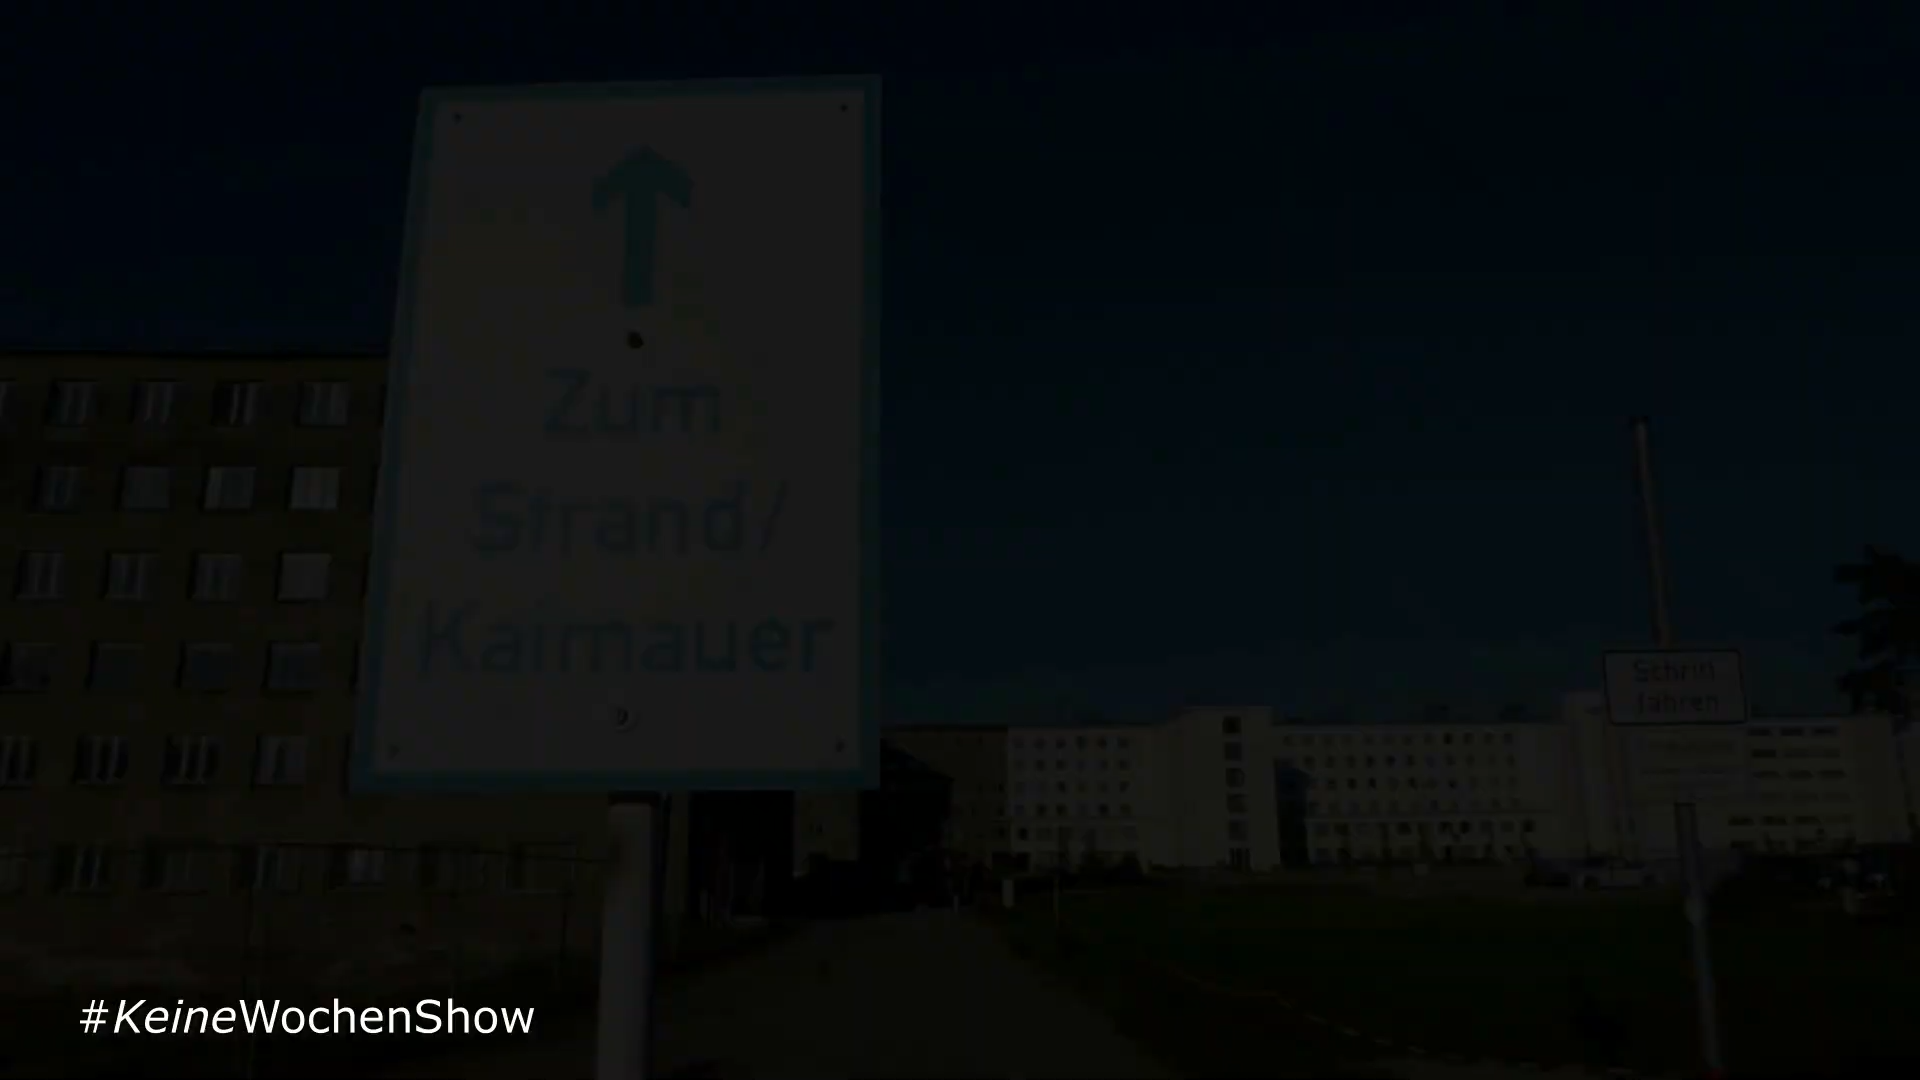 Zum
Strand/
Kaimauer
Schritt
fahren
#KeineWochenShow